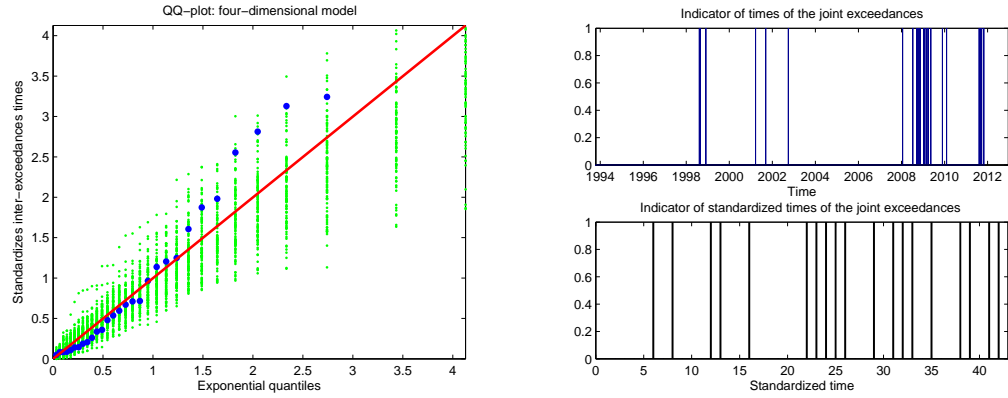 QQ−plot: four−dimensional model
4
3.5
3
2.5
2
1.5
1
0.5
0
0 0.5 1 1.5 2 2.5 3 3.5 4
Standardizes inter−exceedances times
Exponential quantiles
Indicator of times of the joint exceedances
1
0.8
0.6
0.4
0.2
0
1994 1996 1998 2000 2002 2004 2006 2008 2010 2012
Time
Indicator of standardized times of the joint exceedances
1
0.8
0.6
0.4
0.2
0
0 5 10 15 20 25 30 35 40
Standardized time